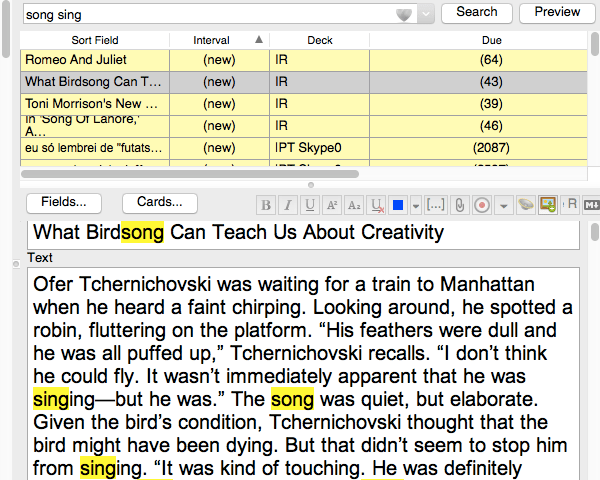 song sing
Search
Preview
Sort Field Interval Deck Due
Romeo And Juliet (new) IR (64)
What Birdsong Can T… (new) IR (43)
Toni Morrison's New … (new) IR (39)
In 'Song Of Lahore,'
A… (new) IR (46)
eu só lembrei de "futats… (new) IPT Skype0 (2087)
Fields... Cards... B I U A² A₂ U [...] R M
What Birdsong Can Teach Us About Creativity
Text
Ofer Tchernichovski was waiting for a train to Manhattan
when he heard a faint chirping. Looking around, he spotted a
robin, fluttering on the platform. “His feathers were dull and
he was all puffed up,” Tchernichovski recalls. “I don’t think
he could fly. It wasn’t immediately apparent that he was
singing—but he was.” The song was quiet, but elaborate.
Given the bird’s condition, Tchernichovski thought that the
bird might have been dying. But that didn’t seem to stop him
from singing. “It was kind of touching. He was definitely